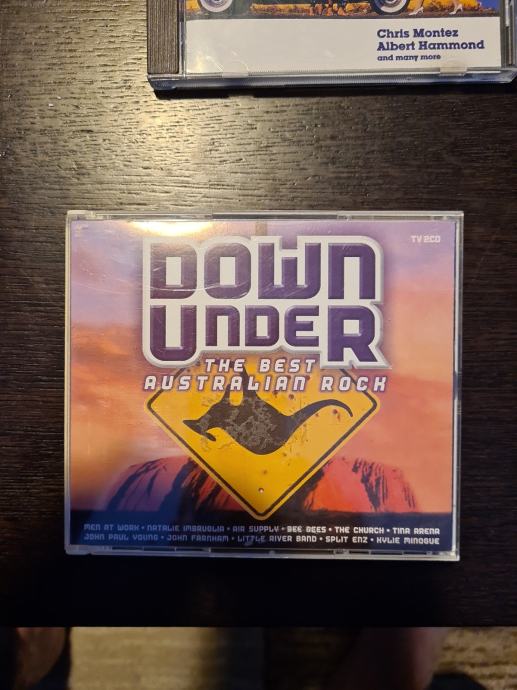 Chris Montez
Albert Hammond
and many more
TV 2CD
DOWN
UNDER
THE BEST
AUSTRALIAN ROCK
MEN AT WORK • NATALIE IMBRUGLIA • AIR SUPPLY • BEE GEES • THE CHURCH • TINA ARENA
JOHN PAUL YOUNG • JOHN FARNHAM • LITTLE RIVER BAND • SPLIT ENZ • KYLIE MINOGUE